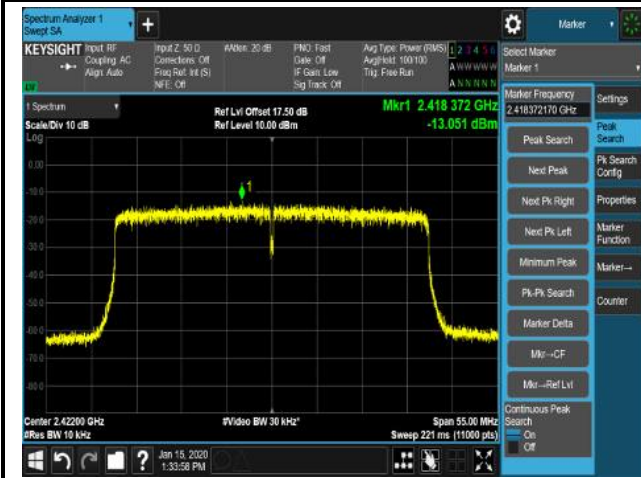 Spectrum Analyzer 1
Swept SA
+
Marker
KEYSIGHT
Input: RF
Coupling: AC
Align: Auto
Input Z: 50 Ω
Corrections: Off
Freq Ref: Int (S)
NFE: Off
#Atten: 20 dB
PNO: Fast
Gate: Off
IF Gain: Low
Sig Track: Off
Avg Type: Power (RMS)
Avg|Hold: 100/100
Trig: Free Run
1 2 3 4 5 6
A W W W W W
A N N N N N
Select Marker
Marker 1
1 Spectrum
Scale/Div 10 dB
Log
Ref Lvl Offset 17.50 dB
Ref Level 10.00 dBm
Mkr1 2.418 372 GHz
-13.051 dBm
0.00
-10.0
-20.0
-30.0
-40.0
-50.0
-60.0
-70.0
-80.0
1
Center 2.42200 GHz
#Res BW 10 kHz
#Video BW 30 kHz*
Span 55.00 MHz
Sweep 221 ms (11000 pts)
Marker Frequency
2.418372170 GHz
Peak Search
Next Peak
Next Pk Right
Next Pk Left
Minimum Peak
Pk-Pk Search
Marker Delta
Mkr→CF
Mkr→Ref Lvl
Continuous Peak
Search
On
Off
Settings
Peak
Search
Pk Search
Config
Properties
Marker
Function
Marker→
Counter
?
Jan 15, 2020
1:33:58 PM